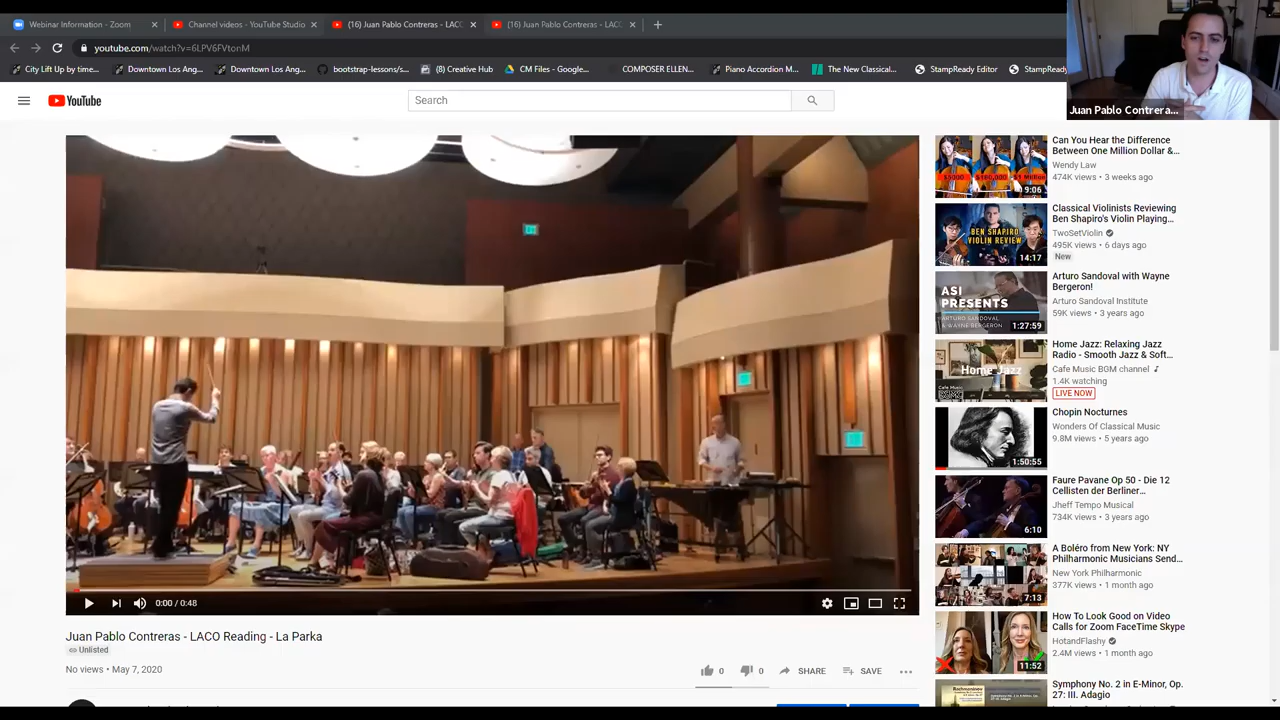 Webinar Information - Zoom
Channel videos - YouTube Studio
(16) Juan Pablo Contreras - LACO
(16) Juan Pablo Contreras - LAC
youtube.com/watch?v=6LPV6FVtonM
City Lift Up by time...
Downtown Los Ang...
Downtown Los Ang...
bootstrap-lessons/s...
(8) Creative Hub
CM Files - Google...
COMPOSER ELLEN...
Piano Accordion M...
The New Classical...
StampReady Editor
StampReady
Juan Pablo Contrera...
YouTube
Search
$5000 $100,000 $1 Million
9:06
Can You Hear the Difference
Between One Million Dollar &...
Wendy Law
474K views • 3 weeks ago
BEN SHAPIRO
VIOLIN REVIEW
14:17
Classical Violinists Reviewing
Ben Shapiro's Violin Playing...
TwoSetViolin
495K views • 6 days ago
New
ASI
PRESENTS
ARTURO SANDOVAL
& WAYNE BERGERON
1:27:59
Arturo Sandoval with Wayne
Bergeron!
Arturo Sandoval Institute
59K views • 3 years ago
Home Jazz
Cafe Music
Home Jazz: Relaxing Jazz
Radio - Smooth Jazz & Soft...
Cafe Music BGM channel
1.4K watching
LIVE NOW
1:50:55
Chopin Nocturnes
Wonders Of Classical Music
9.8M views • 5 years ago
6:10
Faure Pavane Op 50 - Die 12
Cellisten der Berliner...
Jheff Tempo Musical
734K views • 3 years ago
7:13
A Boléro from New York: NY
Philharmonic Musicians Send...
New York Philharmonic
377K views • 1 month ago
11:52
How To Look Good on Video
Calls for Zoom FaceTime Skype
HotandFlashy
2.4M views • 1 month ago
Symphony No. 2 in E-Minor, Op.
27: III. Adagio
0:00 / 0:48
Juan Pablo Contreras - LACO Reading - La Parka
Unlisted
No views • May 7, 2020
0
0
SHARE
SAVE